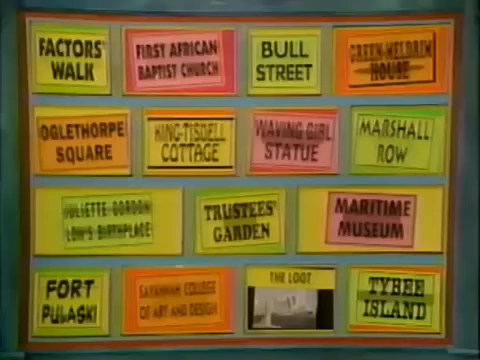 FACTORS'
WALK
FIRST AFRICAN
BAPTIST CHURCH
BULL
STREET
GREEN-MELDRIM
HOUSE
OGLETHORPE
SQUARE
KING-TISDELL
COTTAGE
WAVING GIRL
STATUE
MARSHALL
ROW
JULIETTE GORDON
LOW'S BIRTHPLACE
TRUSTEES'
GARDEN
MARITIME
MUSEUM
FORT
PULASKI
SAVANNAH COLLEGE
OF ART AND DESIGN
THE LOOT
TYBEE
ISLAND